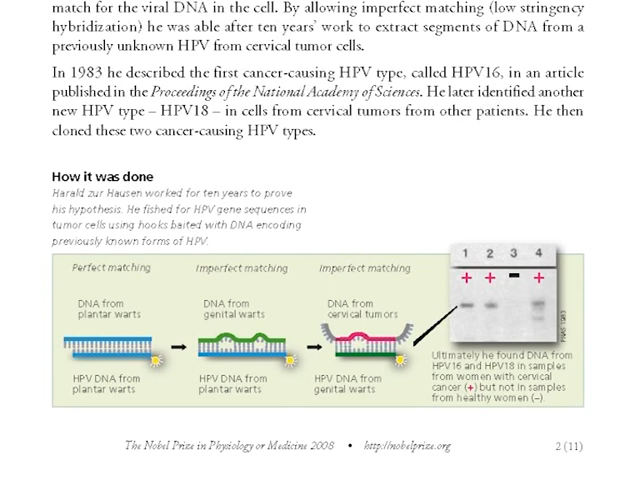 match for the viral DNA in the cell. By allowing imperfect matching (low stringency
hybridization) he was able after ten years' work to extract segments of DNA from a
previously unknown HPV from cervical tumor cells.
In 1983 he described the first cancer-causing HPV type, called HPV16, in an article
published in the Proceedings of the National Academy of Sciences. He later identified another
new HPV type – HPV18 – in cells from cervical tumors from other patients. He then
cloned these two cancer-causing HPV types.
How it was done
Harald zur Hausen worked for ten years to prove
his hypothesis. He fished for HPV gene sequences in
tumor cells using hooks baited with DNA encoding
previously known forms of HPV.
Perfect matching
DNA from
plantar warts
HPV DNA from
plantar warts
Imperfect matching
DNA from
genital warts
HPV DNA from
plantar warts
Imperfect matching
DNA from
cervical tumors
HPV DNA from
genital warts
1 2 3 4
+ + - +
Ultimately he found DNA from
HPV16 and HPV18 in samples
from women with cervical
cancer (+) but not in samples
from healthy women (–).
The Nobel Prize in Physiology or Medicine 2008 • http://nobelprize.org 2 (11)